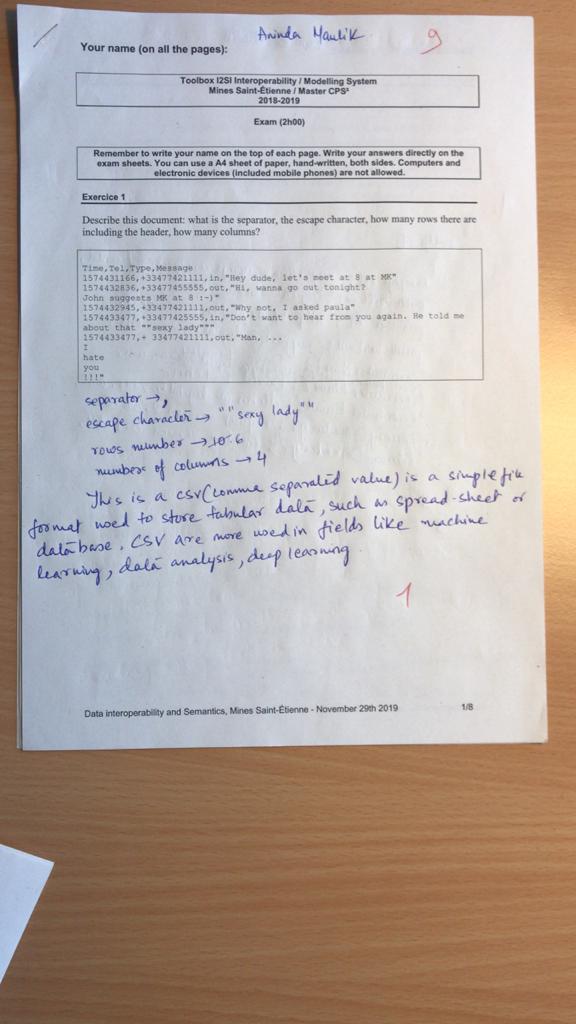 Your name (on all the pages): Aninda Maulik 9
Toolbox I2SI Interoperability / Modelling System
Mines Saint-Étienne / Master CPS²
2018-2019
Exam (2h00)
Remember to write your name on the top of each page. Write your answers directly on the
exam sheets. You can use a A4 sheet of paper, hand-written, both sides. Computers and
electronic devices (included mobile phones) are not allowed.
Exercice 1
Describe this document: what is the separator, the escape character, how many rows there are
including the header, how many columns?
Time,Tel,Type,Message
1574431166,+33477421111,in,"Hey dude, let's meet at 8 at MK"
1574432836,+33477455555,out,"Hi, wanna go out tonight?
John suggests MK at 8 :-)"
1574432945,+33477421111,out,"Why not, I asked paula"
1574433477,+33477425555,in,"Don't want to hear from you again. He told me
about that ""sexy lady"""
1574433477,+ 33477421111,out,"Man, ...
I
hate
you
!!!"
separator → ,
escape character → "" sexy lady""
rows number → 6
number of columns → 4
This is a csv (comma separated value) is a simple file
format used to store tabular data, such as spread-sheet or
database. CSV are more used in fields like machine
learning, data analysis, deep learning
1
Data interoperability and Semantics, Mines Saint-Étienne - November 29th 2019 1/8